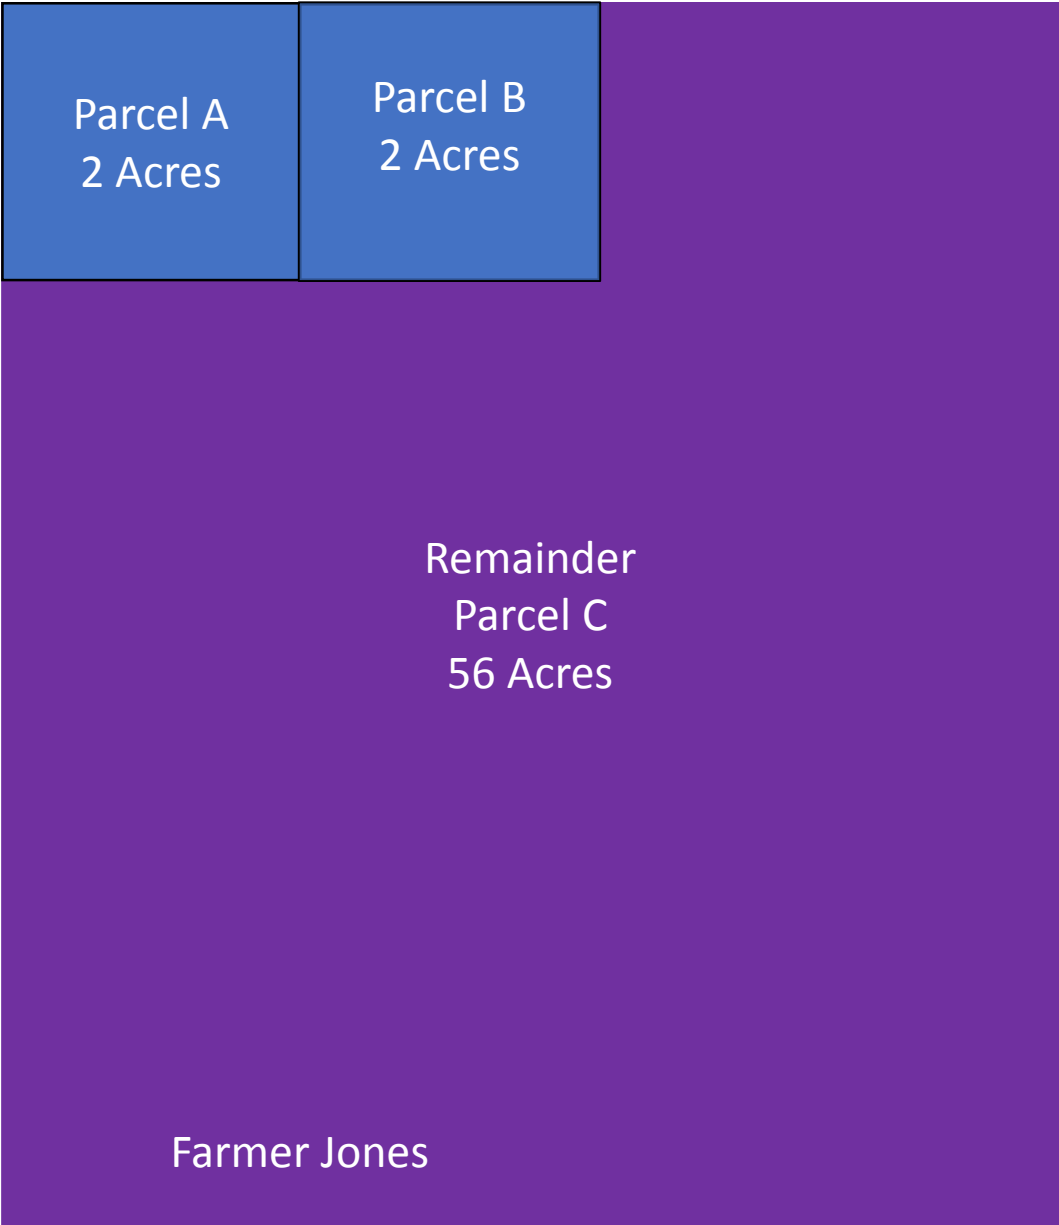 Parcel A
2 Acres
Parcel B
2 Acres
Remainder
Parcel C
56 Acres
Farmer Jones